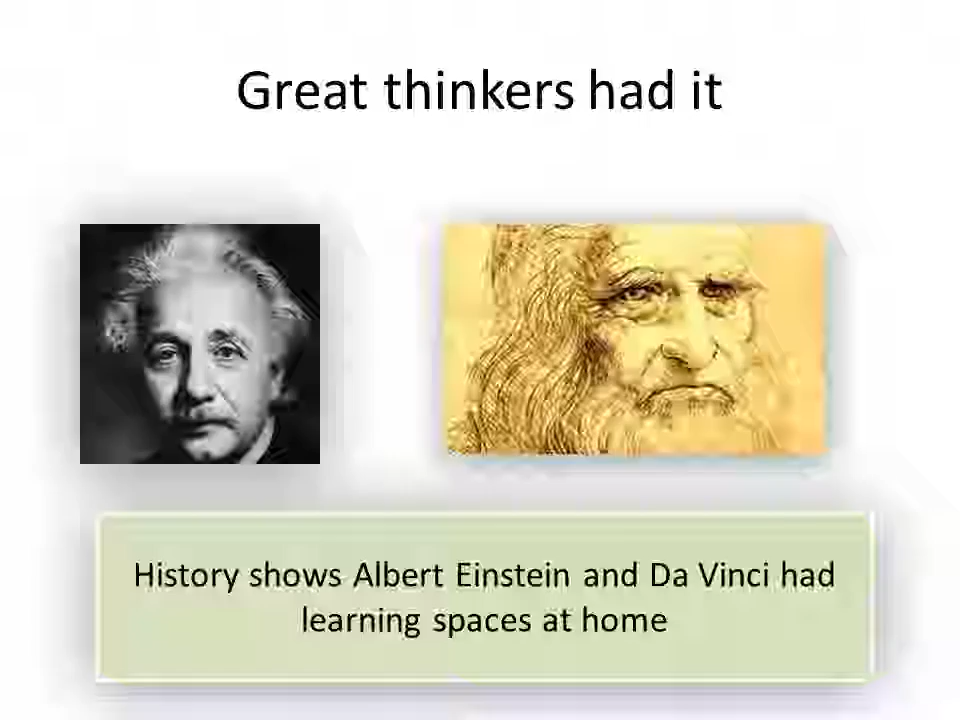 Great thinkers had it
History shows Albert Einstein and Da Vinci had
learning spaces at home